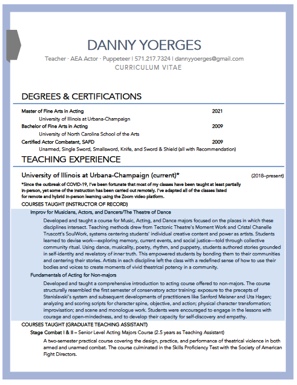 DANNY YOERGES
Teacher · AEA Actor · Puppeteer | 571.217.7324 | dannyyoerges@gmail.com
CURRICULUM VITAE
DEGREES & CERTIFICATIONS
Master of Fine Arts in Acting 2021
University of Illinois at Urbana-Champaign
Bachelor of Fine Arts in Acting 2009
University of North Carolina School of the Arts
Certified Actor Combatant, SAFD 2009
Unarmed, Single Sword, Smallsword, Knife, and Sword & Shield (all with Recommendation)
TEACHING EXPERIENCE
University of Illinois at Urbana-Champaign (current)* (2018-present)
*Since the outbreak of COVID-19, I've been fortunate that most of my classes have been taught at least partially
in-person, yet some of the instruction has been carried out remotely. I've adapted all of the classes listed
for remote and hybrid in-person learning using the Zoom video platform.
COURSES TAUGHT (INSTRUCTOR OF RECORD)
Improv for Musicians, Actors, and Dancers/The Theatre of Dance
Developed and taught a course for Music, Acting, and Dance majors focused on the places in which these
disciplines intersect. Teaching methods drew from Tectonic Theatre's Moment Work and Cristal Chanelle
Truscott's SoulWork, systems centering students' individual creative content and power as artists. Students
learned to devise work—exploring memory, current events, and social justice—told through collective
community ritual. Using dance, musicality, poetry, rhythm, and puppetry, students authored stories grounded
in self-identity and revelatory of inner truth. This empowered students by bonding them to their communities
and centering their stories. Artists in each discipline left the class with a redefined sense of how to use their
bodies and voices to create moments of vivid theatrical potency in a community.
Fundamentals of Acting for Non-majors
Developed and taught a comprehensive introduction to acting course offered to non-majors. The course
structurally resembled the first semester of conservatory actor training: exposure to the precepts of
Stanislavski's system and subsequent developments of practitioners like Sanford Meisner and Uta Hagen;
analyzing and scoring scripts for character spine, objective, and action; physical character transformation;
improvisation; and scene and monologue work. Students were encouraged to engage in the lessons with
courage and open-mindedness, and to develop their capacity for self-discovery and empathy.
COURSES TAUGHT (GRADUATE TEACHING ASSISTANT)
Stage Combat I & II – Senior Level Acting Majors Course (2.5 years as Teaching Assistant)
A two-semester practical course covering the design, practice, and performance of theatrical violence in both
armed and unarmed combat. The course culminated in the Skills Proficiency Test with the Society of American
Fight Directors.